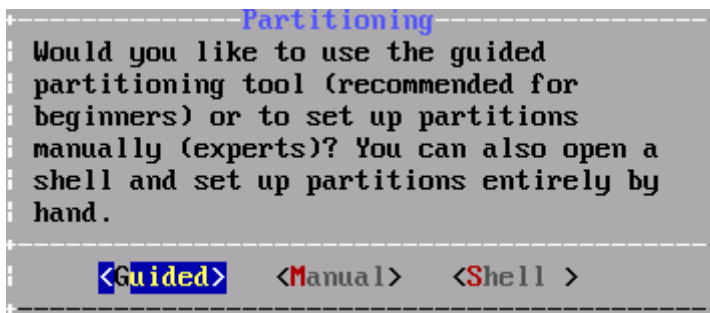 Partitioning
Would you like to use the guided
partitioning tool (recommended for
beginners) or to set up partitions
manually (experts)? You can also open a
shell and set up partitions entirely by
hand.
<Guided> <Manual> <Shell >